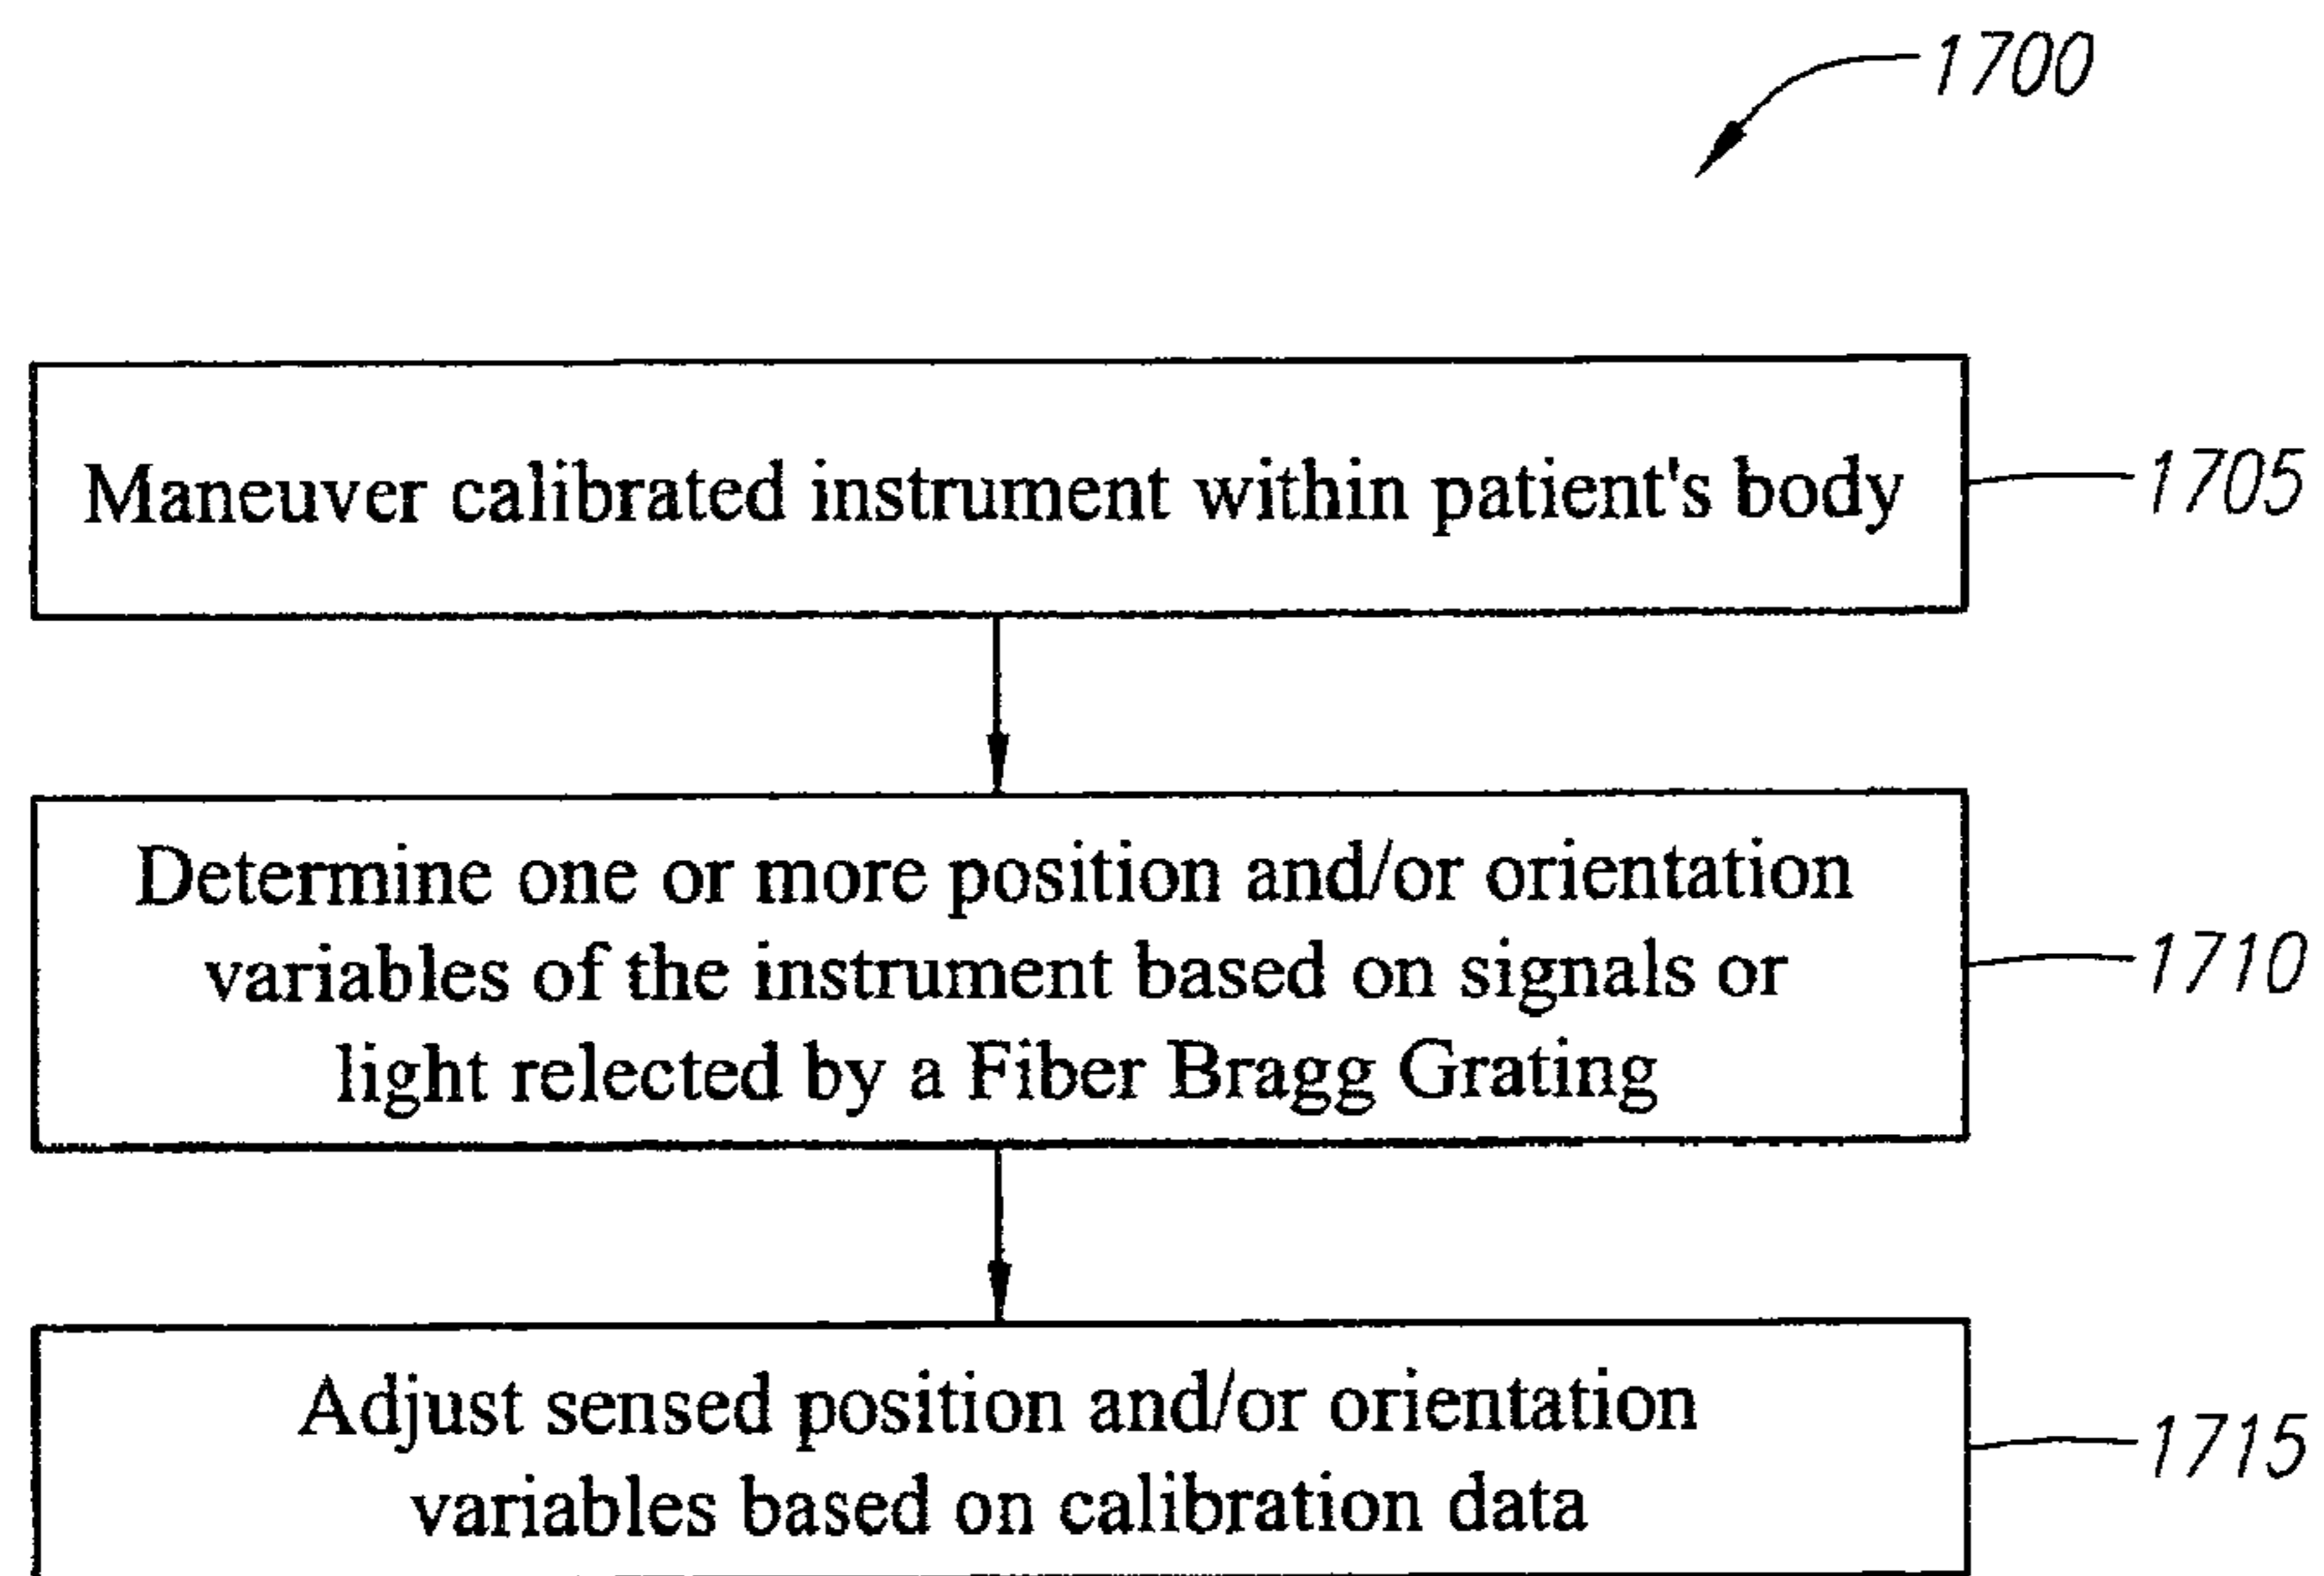 1700
Maneuver calibrated instrument within patient's body
1705
Determine one or more position and/or orientation
variables of the instrument based on signals or
light relected by a Fiber Bragg Grating
1710
Adjust sensed position and/or orientation
variables based on calibration data
1715